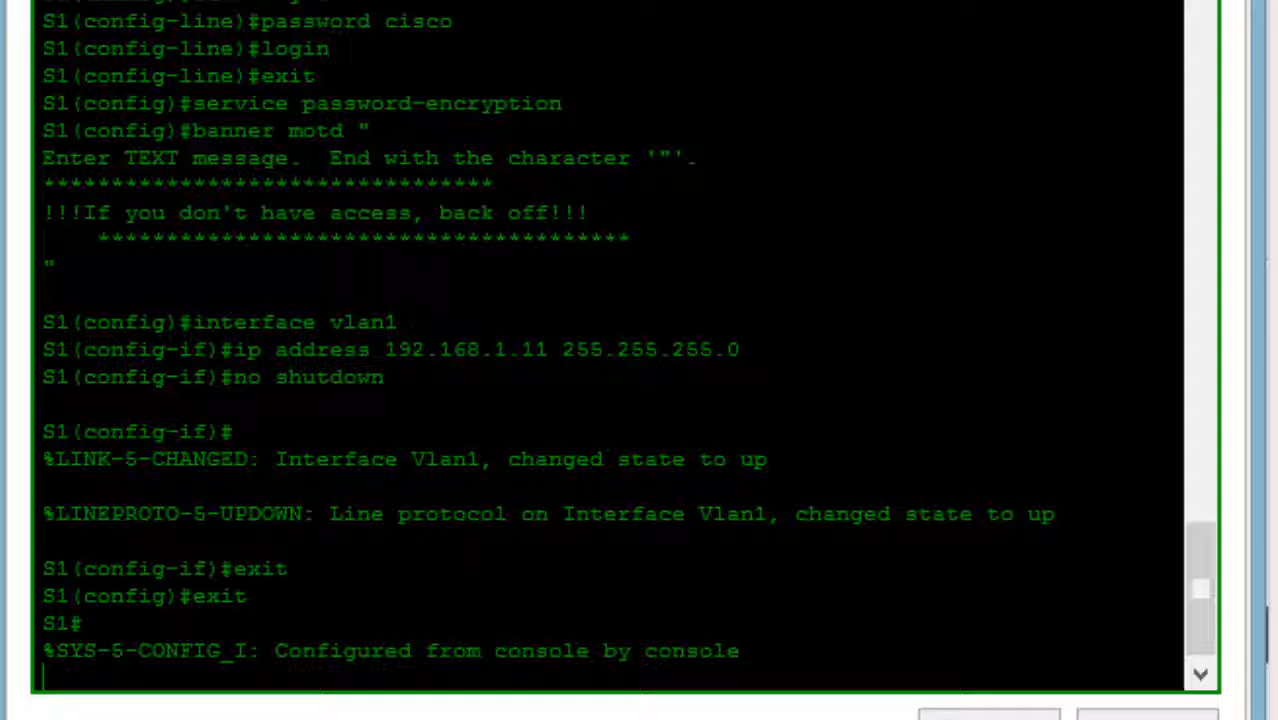 S1(config-line)#password cisco
S1(config-line)#login
S1(config-line)#exit
S1(config)#service password-encryption
S1(config)#banner motd "
Enter TEXT message.  End with the character '"'.
*********************************
!!!If you don't have access, back off!!!
    ***************************************
"
S1(config)#interface vlan1
S1(config-if)#ip address 192.168.1.11 255.255.255.0
S1(config-if)#no shutdown
S1(config-if)#
%LINK-5-CHANGED: Interface Vlan1, changed state to up
%LINEPROTO-5-UPDOWN: Line protocol on Interface Vlan1, changed state to up
S1(config-if)#exit
S1(config)#exit
S1#
%SYS-5-CONFIG_I: Configured from console by console